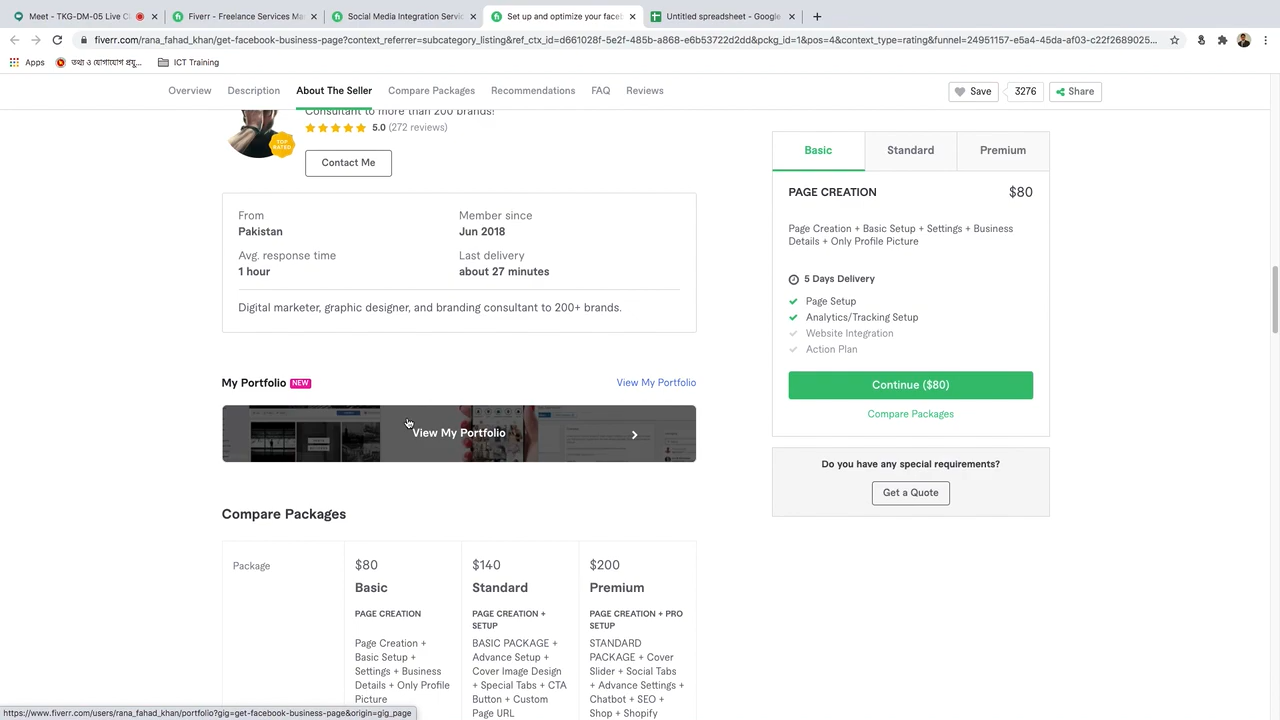 Meet - TKG-DM-05 Live Cl
Fiverr - Freelance Services Ma
Social Media Integration Servic
Set up and optimize your faceb
Untitled spreadsheet - Google
fiverr.com/rana_fahad_khan/get-facebook-business-page?context_referrer=subcategory_listing&ref_ctx_id=d661028f-5e2f-485b-a868-e6b53722d2dd&pckg_id=1&pos=4&context_type=rating&funnel=24951157-e5a4-45da-af03-c22f2689025...
Apps
তথ্য ও যোগাযোগ প্রযু...
ICT Training
Overview
Description
About The Seller
Compare Packages
Recommendations
FAQ
Reviews
Save
3276
Share
Consultant to more than 200 brands!
5.0 (272 reviews)
TOP RATED
Contact Me
From
Pakistan
Member since
Jun 2018
Avg. response time
1 hour
Last delivery
about 27 minutes
Digital marketer, graphic designer, and branding consultant to 200+ brands.
My Portfolio NEW
View My Portfolio
View My Portfolio
Compare Packages
Package
$80
Basic
PAGE CREATION
Page Creation +
Basic Setup +
Settings + Business
Details + Only Profile
Picture
$140
Standard
PAGE CREATION +
SETUP
BASIC PACKAGE +
Advance Setup +
Cover Image Design
+ Special Tabs + CTA
Button + Custom
Page URL
$200
Premium
PAGE CREATION + PRO
SETUP
STANDARD
PACKAGE + Cover
Slider + Social Tabs
+ Advance Settings +
Chatbot + SEO +
Shop + Shopify
Basic
Standard
Premium
PAGE CREATION
$80
Page Creation + Basic Setup + Settings + Business
Details + Only Profile Picture
5 Days Delivery
Page Setup
Analytics/Tracking Setup
Website Integration
Action Plan
Continue ($80)
Compare Packages
Do you have any special requirements?
Get a Quote
https://www.fiverr.com/users/rana_fahad_khan/portfolio?gig=get-facebook-business-page&origin=gig_page